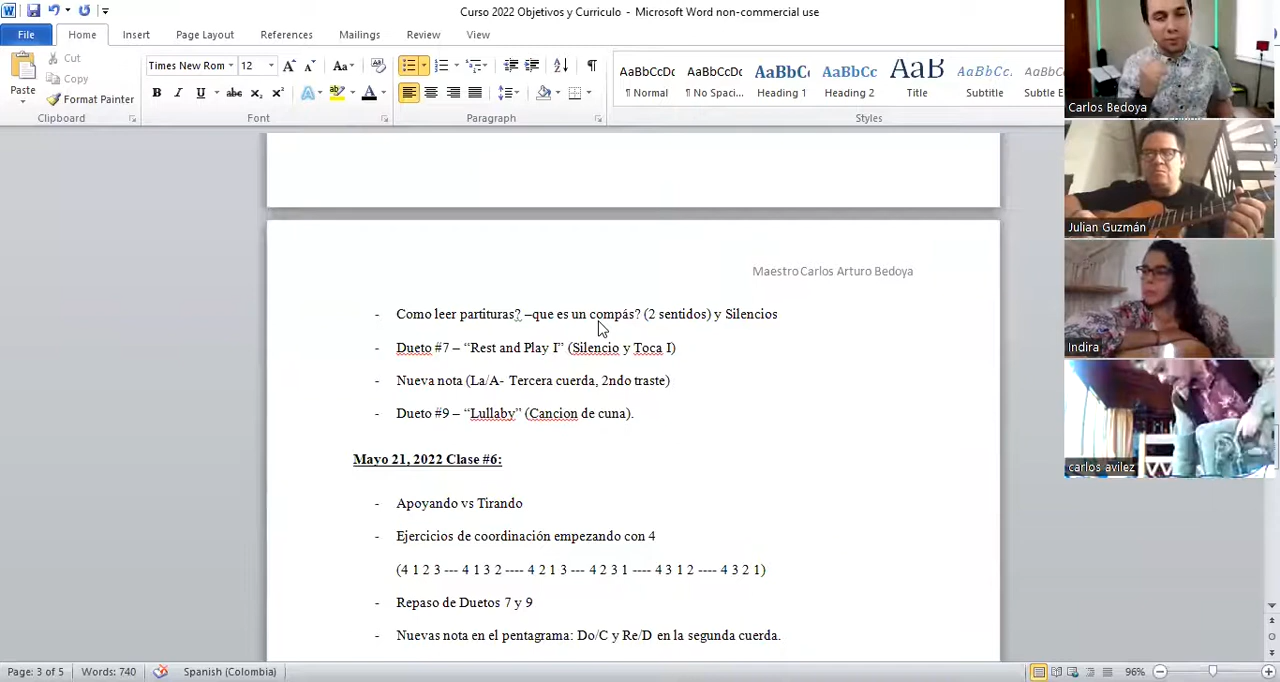 Curso 2022 Objetivos y Curriculo - Microsoft Word non-commercial use
File Home Insert Page Layout References Mailings Review View
Cut
Copy
Format Painter
Paste
Times New Rom 12
AaBbCcDc AaBbCcDc AaBbC AaBbCc AaB AaBbCc. AaBbCc
¶ Normal ¶ No Spaci... Heading 1 Heading 2 Title Subtitle Subtle E
Clipboard Font Paragraph Styles
Maestro Carlos Arturo Bedoya
- Como leer partituras? –que es un compás? (2 sentidos) y Silencios
- Dueto #7 – “Rest and Play I” (Silencio y Toca I)
- Nueva nota (La/A- Tercera cuerda, 2ndo traste)
- Dueto #9 – “Lullaby” (Cancion de cuna).
Mayo 21, 2022 Clase #6:
- Apoyando vs Tirando
- Ejercicios de coordinación empezando con 4
(4 1 2 3 --- 4 1 3 2 ---- 4 2 1 3 --- 4 2 3 1 ---- 4 3 1 2 ---- 4 3 2 1)
- Repaso de Duetos 7 y 9
- Nuevas nota en el pentagrama: Do/C y Re/D en la segunda cuerda.
Carlos Bedoya
Julian Guzmán
Indira
carlos avilez
Page: 3 of 5 Words: 740 Spanish (Colombia) 96%